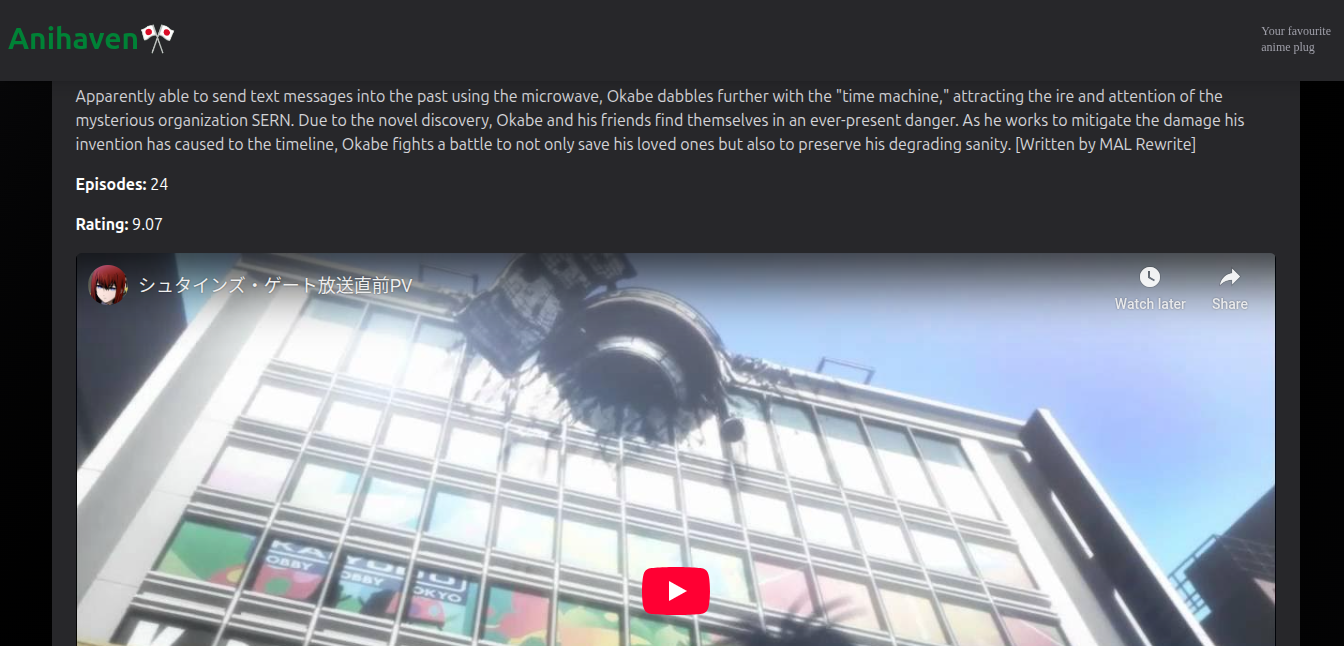 Anihaven
Your favourite
anime plug
Apparently able to send text messages into the past using the microwave, Okabe dabbles further with the "time machine," attracting the ire and attention of the
mysterious organization SERN. Due to the novel discovery, Okabe and his friends find themselves in an ever-present danger. As he works to mitigate the damage his
invention has caused to the timeline, Okabe fights a battle to not only save his loved ones but also to preserve his degrading sanity. [Written by MAL Rewrite]
Episodes: 24
Rating: 9.07
シュタインズ・ゲート放送直前PV
Watch later
Share